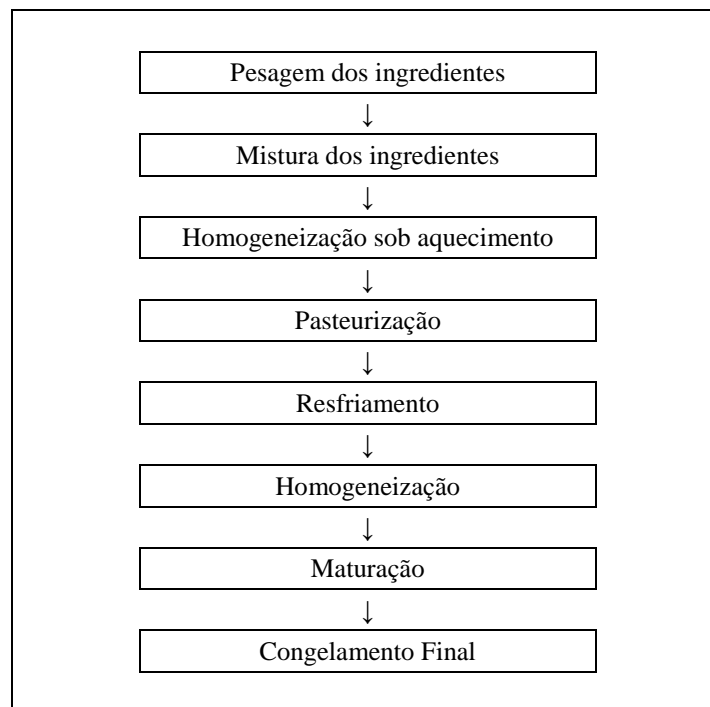 Pesagem dos ingredientes
↓
Mistura dos ingredientes
↓
Homogeneização sob aquecimento
↓
Pasteurização
↓
Resfriamento
↓
Homogeneização
↓
Maturação
↓
Congelamento Final